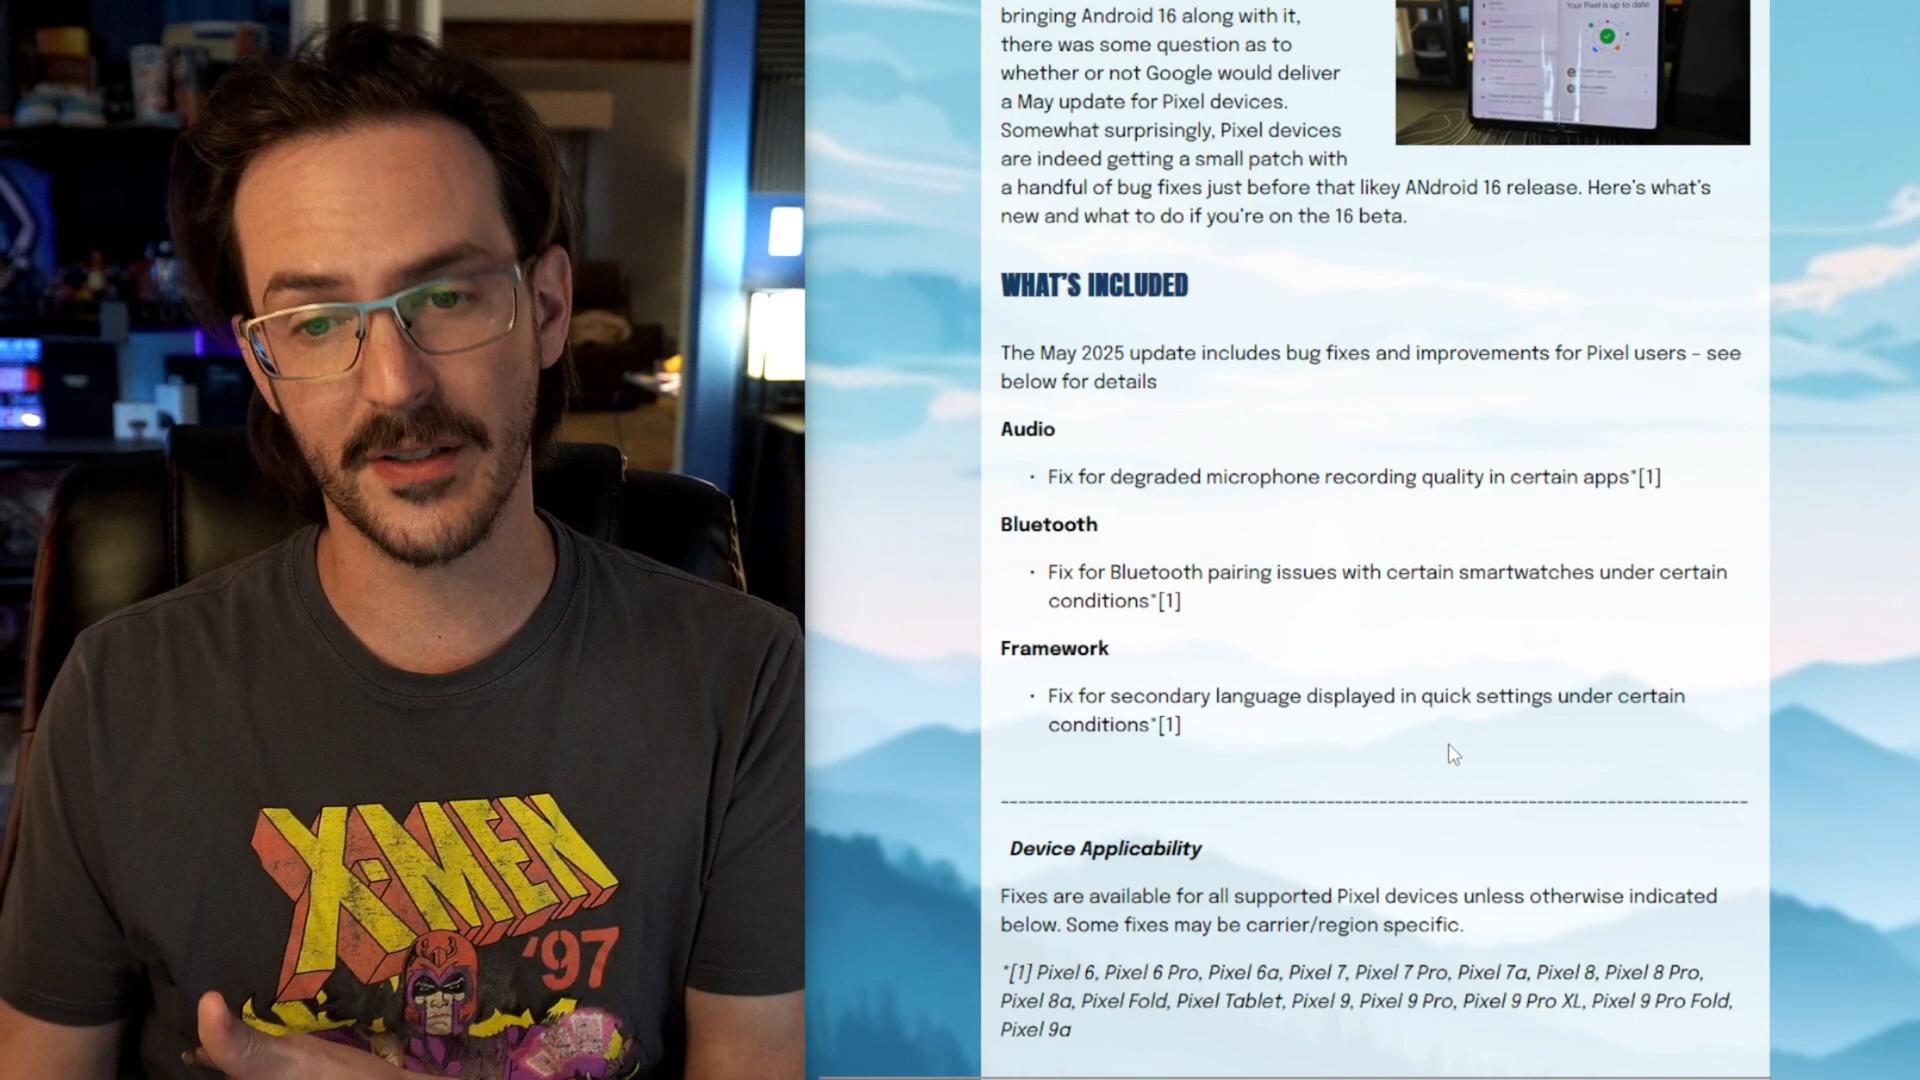 bringing Android 16 along with it,
there was some question as to
whether or not Google would deliver
a May update for Pixel devices.
Somewhat surprisingly, Pixel devices
are indeed getting a small patch with
a handful of bug fixes just before that likey ANdroid 16 release. Here's what's
new and what to do if you're on the 16 beta.
Your Pixel is up to date
WHAT'S INCLUDED
The May 2025 update includes bug fixes and improvements for Pixel users – see
below for details
Audio
• Fix for degraded microphone recording quality in certain apps*[1]
Bluetooth
• Fix for Bluetooth pairing issues with certain smartwatches under certain
conditions*[1]
Framework
• Fix for secondary language displayed in quick settings under certain
conditions*[1]
Device Applicability
Fixes are available for all supported Pixel devices unless otherwise indicated
below. Some fixes may be carrier/region specific.
*[1] Pixel 6, Pixel 6 Pro, Pixel 6a, Pixel 7, Pixel 7 Pro, Pixel 7a, Pixel 8, Pixel 8 Pro,
Pixel 8a, Pixel Fold, Pixel Tablet, Pixel 9, Pixel 9 Pro, Pixel 9 Pro XL, Pixel 9 Pro Fold,
Pixel 9a
X-MEN
'97